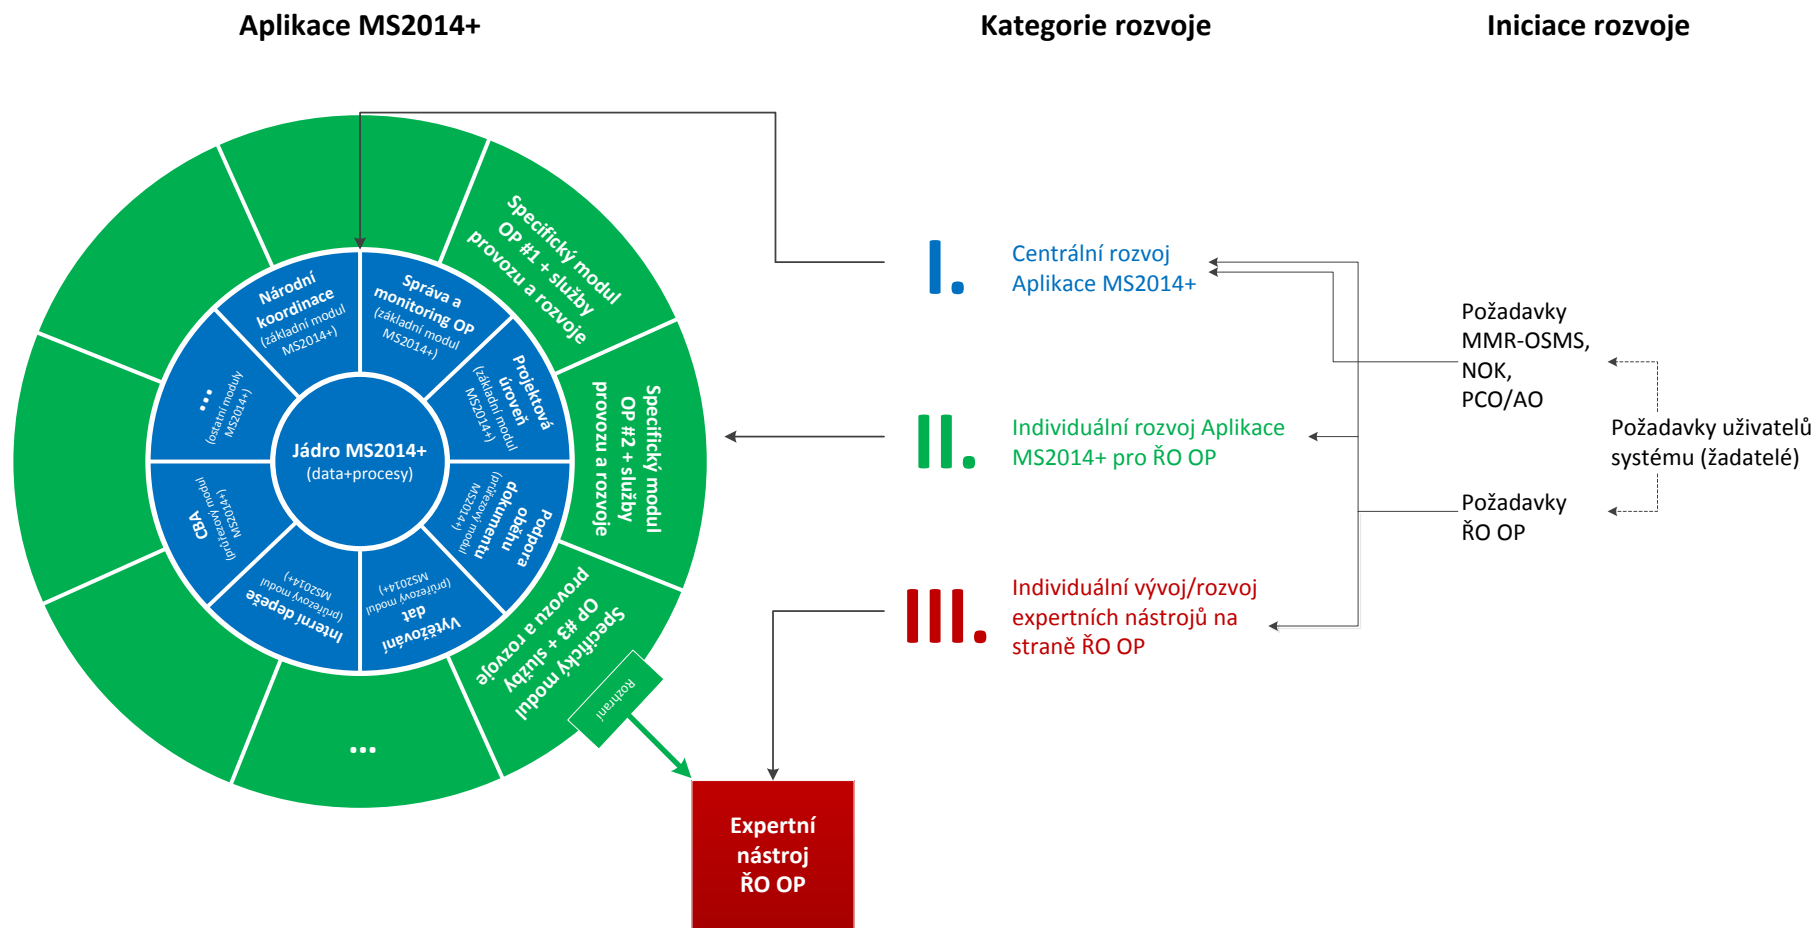 Aplikace MS2014+
Kategorie rozvoje
Iniciace rozvoje
Specifický modul
OP #1 + služby
provozu a rozvoje
Specifický modul
OP #2 + služby
provozu a rozvoje
Specifický modul
OP #3 + služby
provozu a rozvoje
...
Rozhraní
Národní
koordinace
(základní modul
MS2014+)
Správa a
monitoring OP
(základní modul
MS2014+)
Projektová
úroveň
(základní modul
MS2014+)
Podpora
oběhu
dokumentu
(průřezový modul
MS2014+)
Vytěžování
dat
(průřezový modul
MS2014+)
Interní depeše
(průřezový modul
MS2014+)
CBA
(průřezový modul
MS2014+)
...
(ostatní moduly
MS2014+)
Jádro MS2014+
(data+procesy)
Expertní
nástroj
ŘO OP
I.
Centrální rozvoj
Aplikace MS2014+
II.
Individuální rozvoj Aplikace
MS2014+ pro ŘO OP
III.
Individuální vývoj/rozvoj
expertních nástrojů na
straně ŘO OP
Požadavky
MMR-OSMS,
NOK,
PCO/AO
Požadavky
ŘO OP
Požadavky uživatelů
systému (žadatelé)